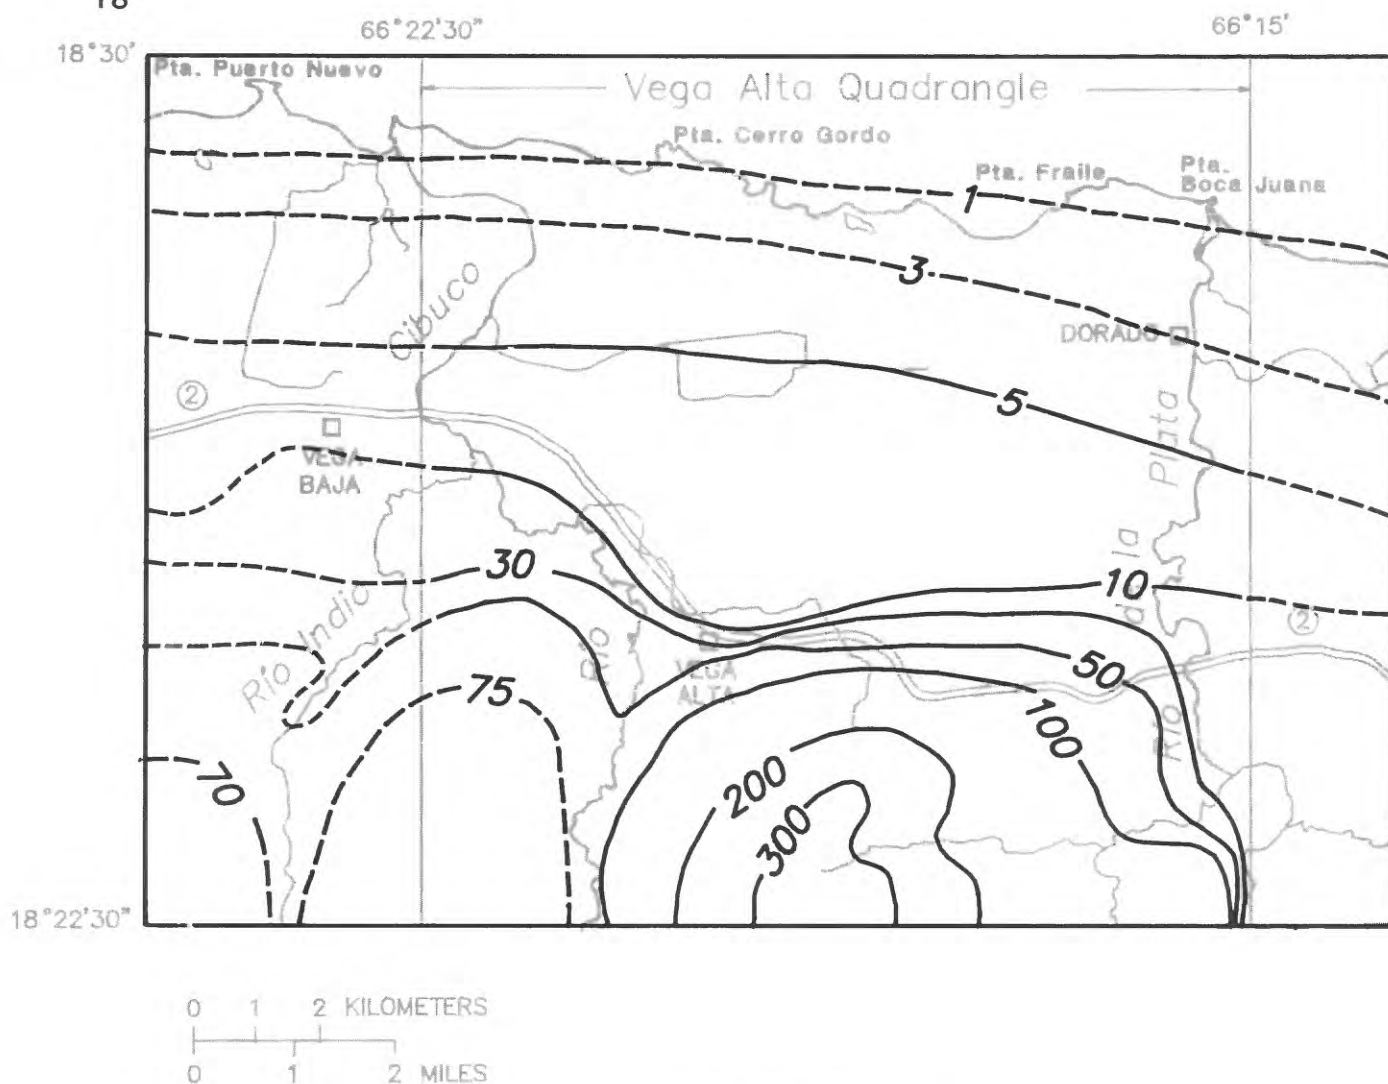 18
66°22'30"
66°15'
18°30'
Pta. Puerto Nuevo
Vega Alta Quadrangle
Pta. Cerro Gordo
Pta. Fraile
Pta.
Boca Juana
1
3
Cibuco
DORADO
5
2
VEGA
BAJA
Plata
30
10
la
de
Río Indio
Río
2
VEGA
ALTA
50
75
100
Río
70
200
300
18°22'30"
0 1 2 KILOMETERS
0 1 2 MILES